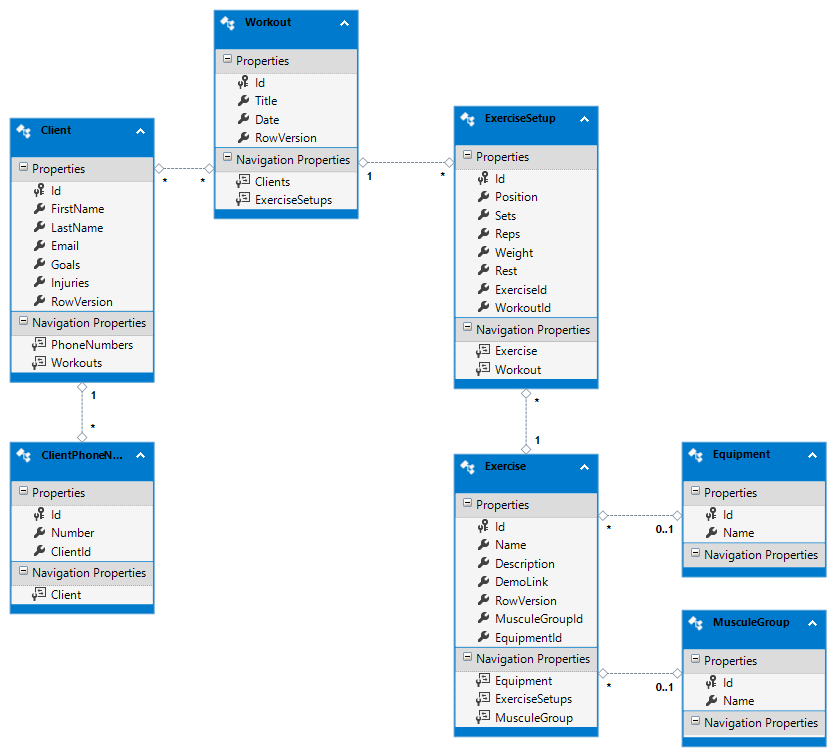 Workout
Properties
Id
Title
Date
RowVersion
Navigation Properties
Clients
ExerciseSetups
Client
Properties
Id
FirstName
LastName
Email
Goals
Injuries
RowVersion
Navigation Properties
PhoneNumbers
Workouts
* *
1 *
ExerciseSetup
Properties
Id
Position
Sets
Reps
Weight
Rest
ExerciseId
WorkoutId
Navigation Properties
Exercise
Workout
1
*
ClientPhoneN...
Properties
Id
Number
ClientId
Navigation Properties
Client
*
1
Exercise
Properties
Id
Name
Description
DemoLink
RowVersion
MusculeGroupId
EquipmentId
Navigation Properties
Equipment
ExerciseSetups
MusculeGroup
* 0..1
Equipment
Properties
Id
Name
Navigation Properties
* 0..1
MusculeGroup
Properties
Id
Name
Navigation Properties